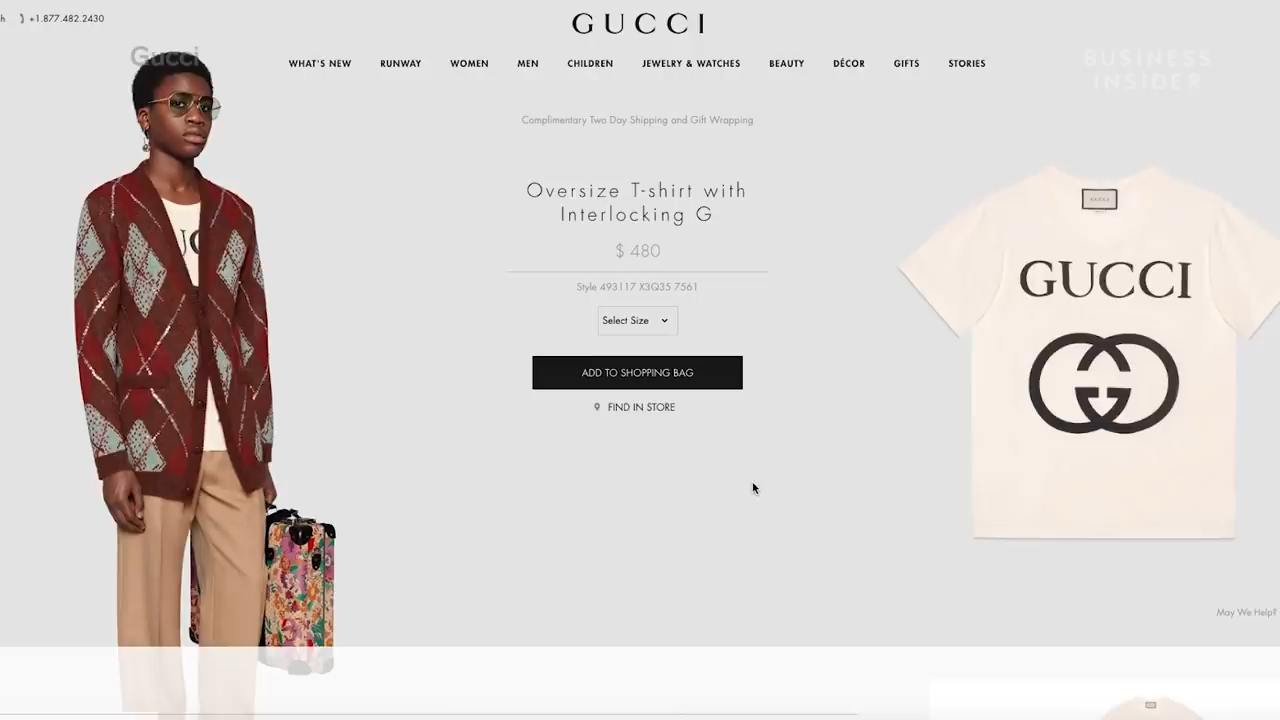 h +1.877.482.2430
GUCCI
Gucci
WHAT'S NEW RUNWAY WOMEN MEN CHILDREN JEWELRY & WATCHES BEAUTY DÉCOR GIFTS STORIES
BUSINESS
INSIDER
Complimentary Two Day Shipping and Gift Wrapping
Oversize T-shirt with
Interlocking G
$ 480
Style 493117 X3Q35 7561
Select Size
ADD TO SHOPPING BAG
FIND IN STORE
GUCCI
GUCCI
May We Help?